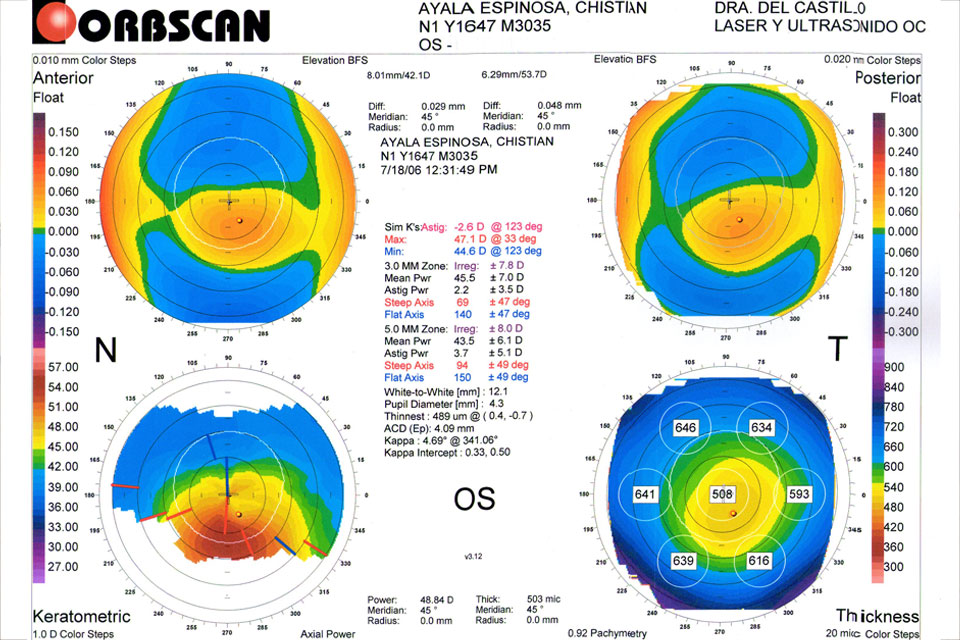 ORBSCAN
AYALA ESPINOSA, CHISTIAN
N1 Y1647 M3035
OS -
DRA. DEL CASTILO
LASER Y ULTRASONIDO OC
0.010 mm Color Steps
Anterior
Float
Elevation BFS
8.01mm/42.1D
6.29mm/53.7D
Diff: 0.029 mm
Meridian: 45 °
Radius: 0.0 mm
Diff: 0.048 mm
Meridian: 45 °
Radius: 0.0 mm
AYALA ESPINOSA, CHISTIAN
N1 Y1647 M3035
7/18/06 12:31:49 PM
Elevation BFS
0.020 mm Color Steps
Posterior
Float
0.150
0.120
0.090
0.060
0.030
0.000
-0.030
-0.060
-0.090
-0.120
-0.150
0.300
0.240
0.180
0.120
0.060
0.000
-0.060
-0.120
-0.180
-0.240
-0.300
Sim K's:Astig: -2.6 D @ 123 deg
Max: 47.1 D @ 33 deg
Min: 44.6 D @ 123 deg
3.0 MM Zone: Irreg: ± 7.8 D
Mean Pwr 45.5 ± 7.0 D
Astig Pwr 2.2 ± 3.5 D
Steep Axis 69 ± 47 deg
Flat Axis 140 ± 47 deg
5.0 MM Zone: Irreg: ± 8.0 D
Mean Pwr 43.5 ± 6.1 D
Astig Pwr 3.7 ± 5.1 D
Steep Axis 94 ± 49 deg
Flat Axis 150 ± 49 deg
White-to-White [mm] : 12.1
Pupil Diameter [mm] : 4.3
Thinnest : 489 um @ ( 0.4, -0.7 )
ACD (Ep): 4.09 mm
Kappa : 4.69° @ 341.06°
Kappa Intercept : 0.33, 0.50
N
T
OS
v3.12
57.00
54.00
51.00
48.00
45.00
42.00
39.00
36.00
33.00
30.00
27.00
646
634
641
508
593
639
616
900
840
780
720
660
600
540
480
420
360
300
Keratometric
1.0 D Color Steps
Axial Power
Power: 48.84 D
Meridian: 45 °
Radius: 0.0 mm
Thick: 503 mic
Meridian: 45 °
Radius: 0.0 mm
0.92 Pachymetry
Thickness
20 mic Color Steps